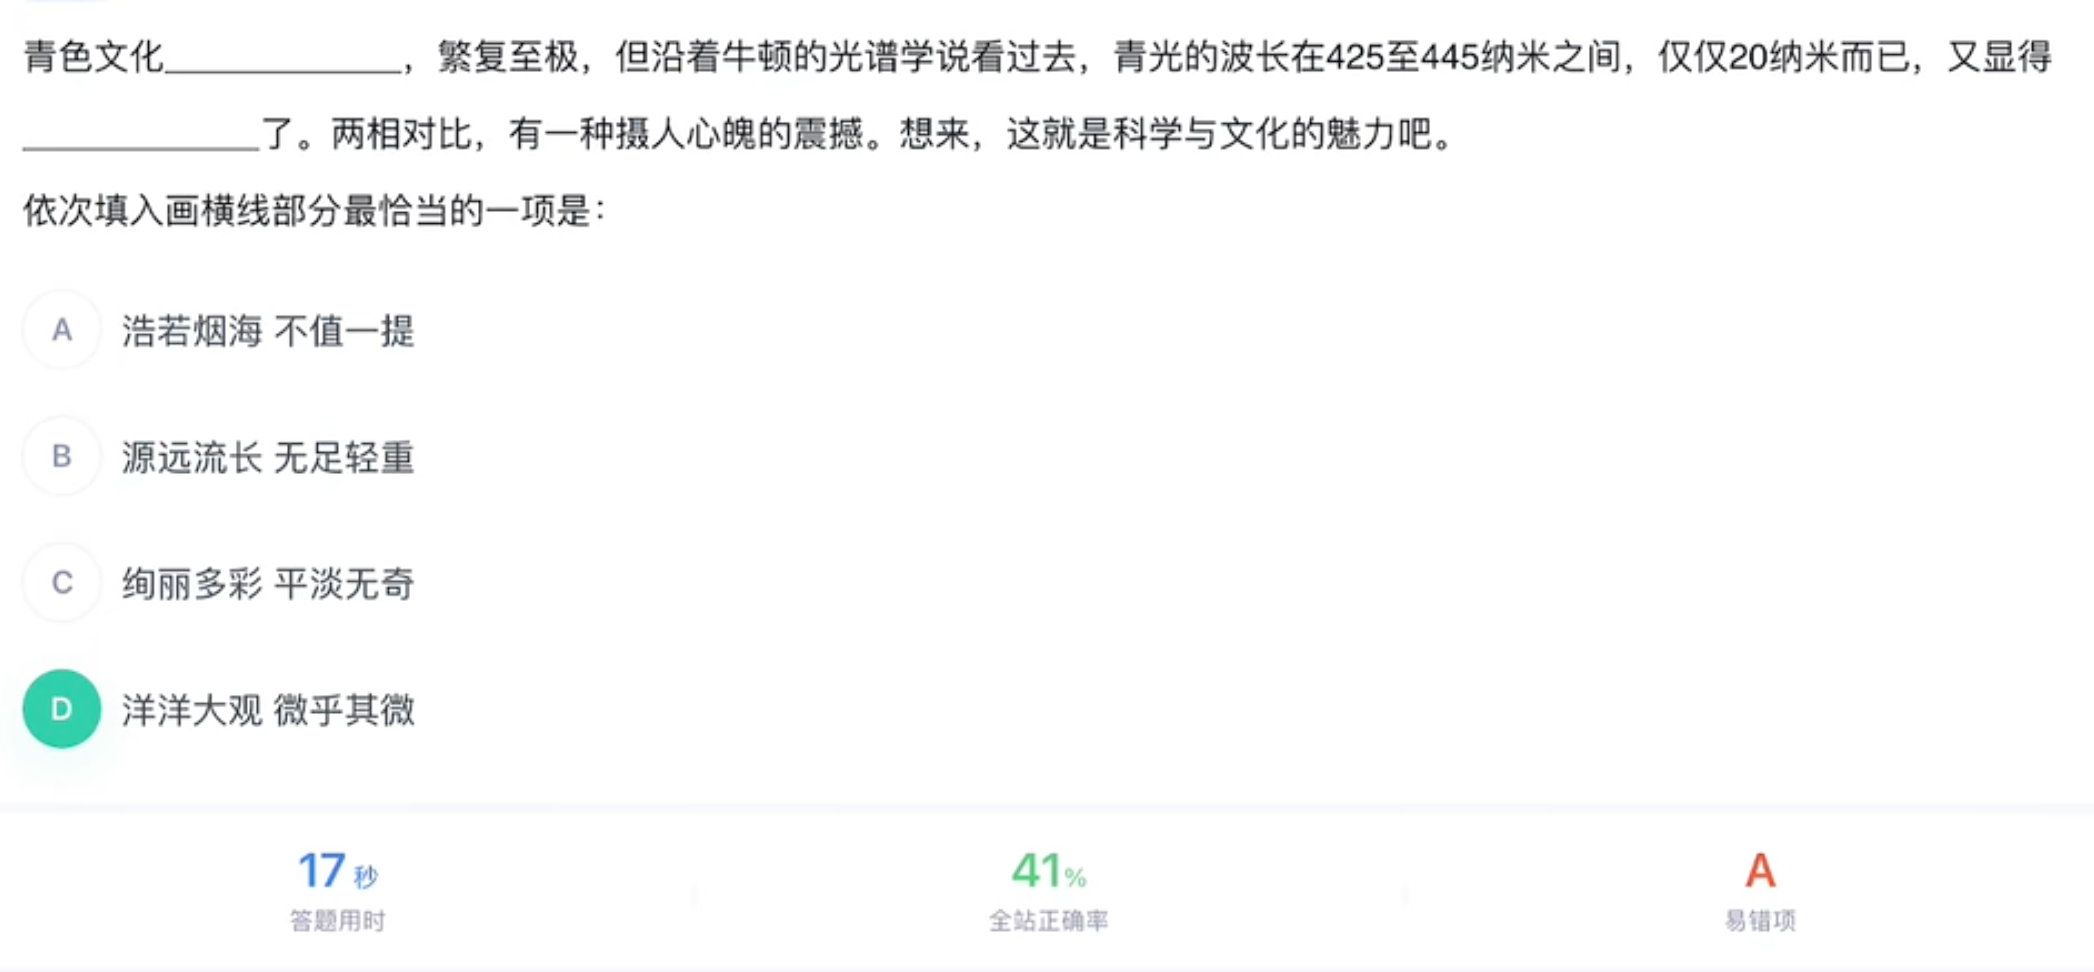 青色文化____________，繁复至极，但沿着牛顿的光谱学说看过去，青光的波长在425至445纳米之间，仅仅20纳米而已，又显得
____________了。两相对比，有一种摄人心魄的震撼。想来，这就是科学与文化的魅力吧。
依次填入画横线部分最恰当的一项是：
A 浩若烟海 不值一提
B 源远流长 无足轻重
C 绚丽多彩 平淡无奇
D 洋洋大观 微乎其微
17秒 41% A
答题用时 全站正确率 易错项